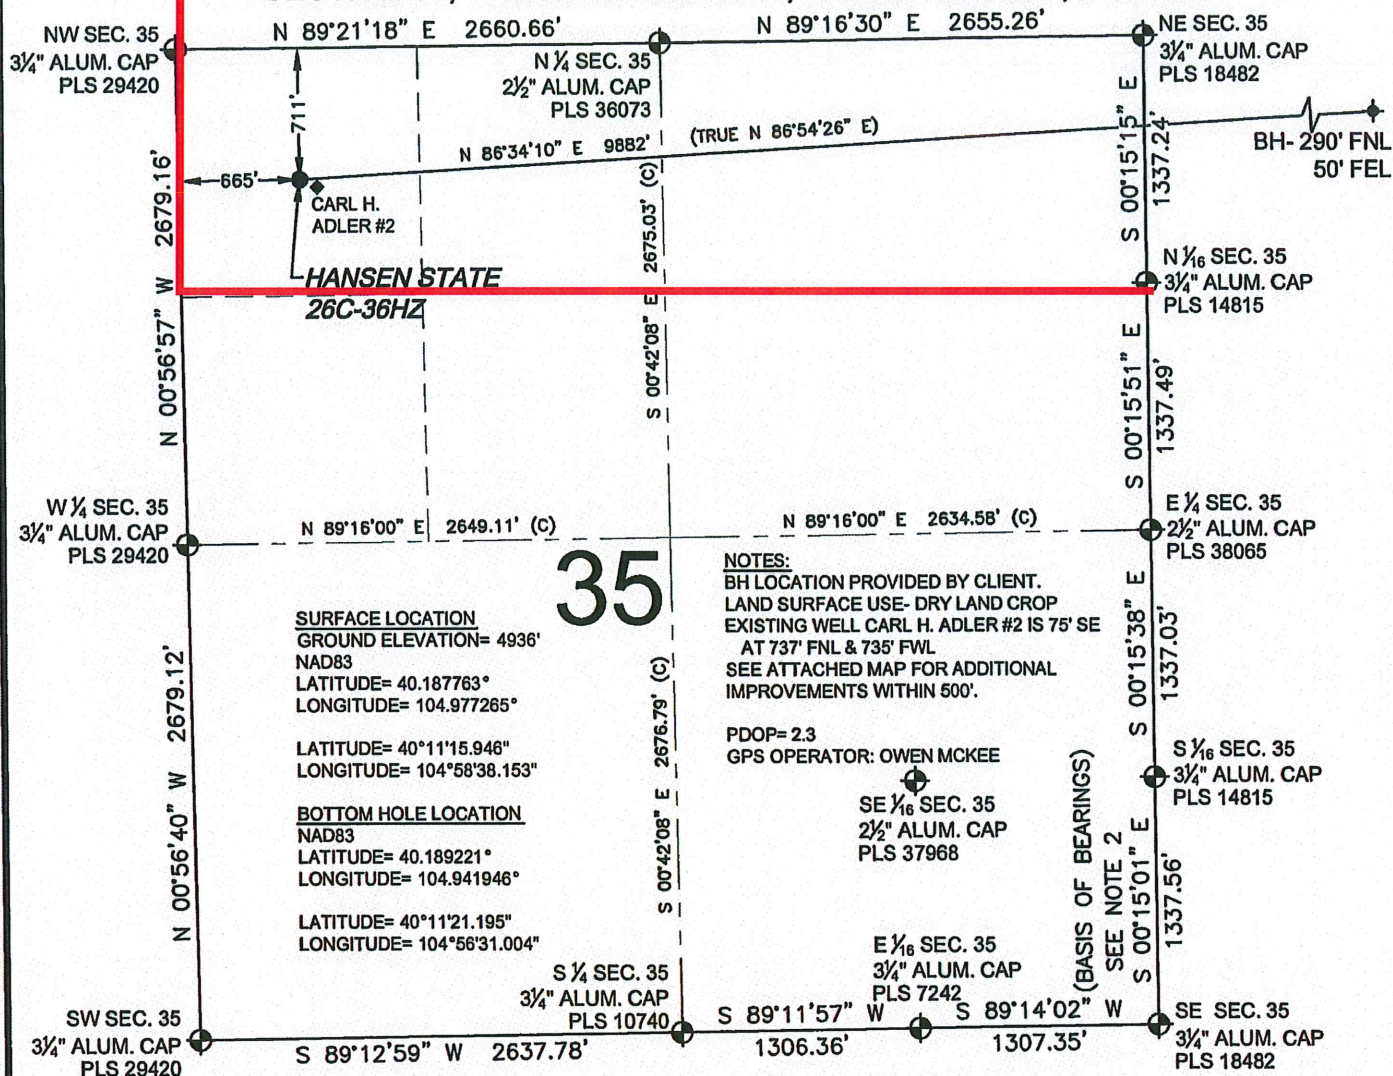 N 89°21'18" E 2660.66'
N 89°16'30" E 2655.26'
NW SEC. 35
3¼" ALUM. CAP
PLS 29420
N ¼ SEC. 35
2½" ALUM. CAP
PLS 36073
NE SEC. 35
3¼" ALUM. CAP
PLS 18482
711'
N 86°34'10" E 9882'
(TRUE N 86°54'26" E)
BH- 290' FNL
50' FEL
665'
CARL H.
ADLER #2
HANSEN STATE
26C-36HZ
N 00°56'57" W 2679.16'
S 00°42'08" E 2675.03' (C)
S 00°15'15" E
1337.24'
N 1⁄16 SEC. 35
3¼" ALUM. CAP
PLS 14815
S 00°15'51" E
1337.49'
W ¼ SEC. 35
3¼" ALUM. CAP
PLS 29420
N 89°16'00" E 2649.11' (C)
N 89°16'00" E 2634.58' (C)
E ¼ SEC. 35
2½" ALUM. CAP
PLS 38065
35
SURFACE LOCATION
GROUND ELEVATION= 4936'
NAD83
LATITUDE= 40.187763°
LONGITUDE= 104.977265°
LATITUDE= 40°11'15.946"
LONGITUDE= 104°58'38.153"
BOTTOM HOLE LOCATION
NAD83
LATITUDE= 40.189221°
LONGITUDE= 104.941946°
LATITUDE= 40°11'21.195"
LONGITUDE= 104°56'31.004"
NOTES:
BH LOCATION PROVIDED BY CLIENT.
LAND SURFACE USE- DRY LAND CROP
EXISTING WELL CARL H. ADLER #2 IS 75' SE
AT 737' FNL & 735' FWL
SEE ATTACHED MAP FOR ADDITIONAL
IMPROVEMENTS WITHIN 500'.
PDOP= 2.3
GPS OPERATOR: OWEN MCKEE
N 00°56'40" W 2679.12'
S 00°42'08" E 2676.79' (C)
S 00°15'38" E
1337.03'
SE 1⁄16 SEC. 35
2½" ALUM. CAP
PLS 37968
S 1⁄16 SEC. 35
3¼" ALUM. CAP
PLS 14815
(BASIS OF BEARINGS)
SEE NOTE 2
S 00°15'01" E
1337.56'
E 1⁄16 SEC. 35
3¼" ALUM. CAP
PLS 7242
S ¼ SEC. 35
3¼" ALUM. CAP
PLS 10740
SW SEC. 35
3¼" ALUM. CAP
PLS 29420
S 89°12'59" W 2637.78'
S 89°11'57" W
1306.36'
S 89°14'02" W
1307.35'
SE SEC. 35
3¼" ALUM. CAP
PLS 18482